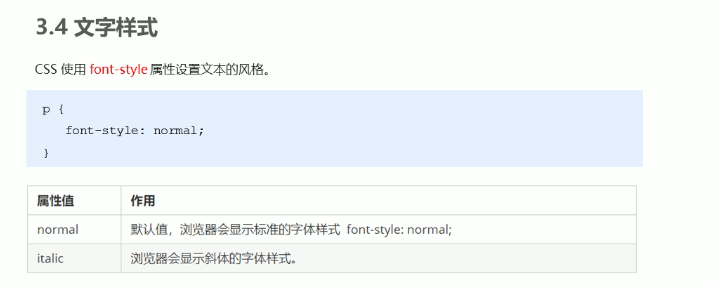 3.4 文字样式
CSS 使用 font-style 属性设置文本的风格。
p {
font-style: normal;
}
属性值 作用
normal 默认值，浏览器会显示标准的字体样式 font-style: normal;
italic 浏览器会显示斜体的字体样式。